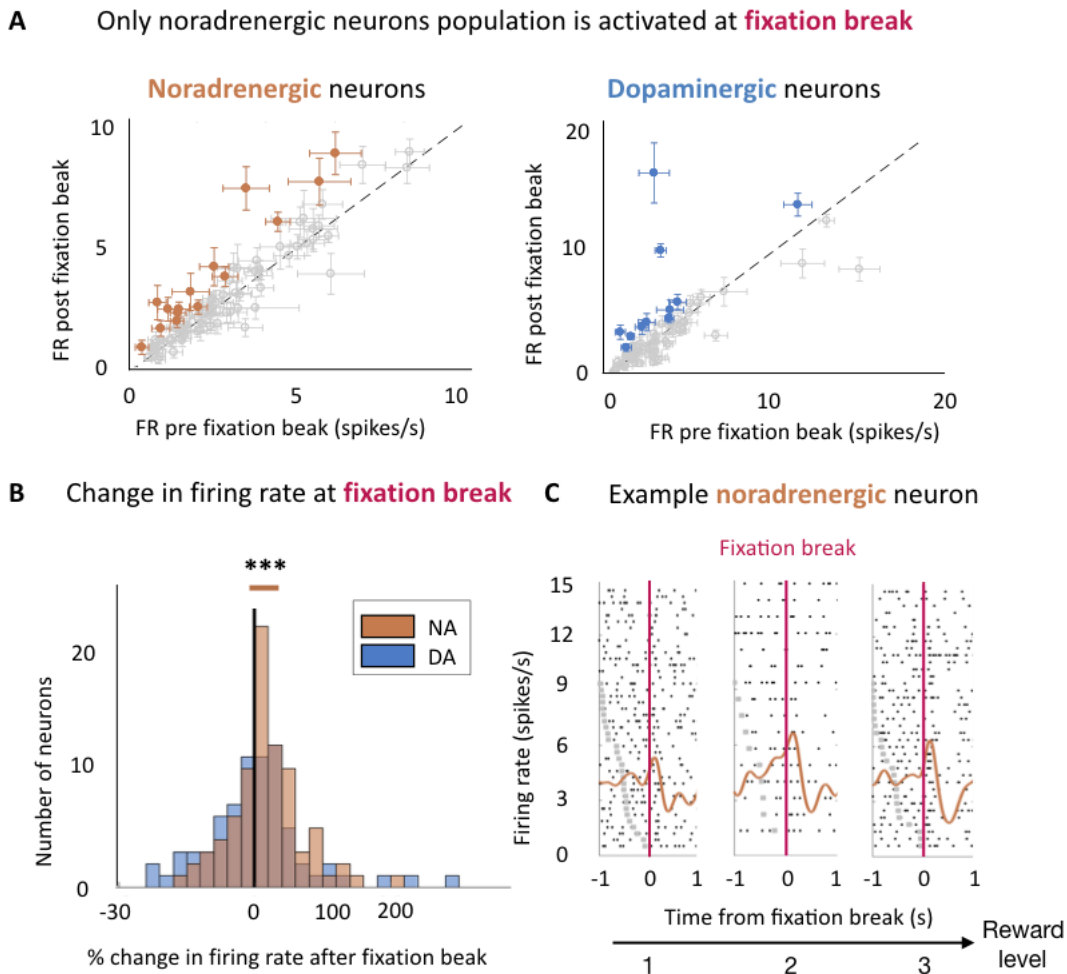 A Only noradrenergic neurons population is activated at fixation break
Noradrenergic neurons
10
5
0
FR post fixation beak
0 5 10
FR pre fixation beak (spikes/s)
Dopaminergic neurons
20
10
0
FR post fixation beak
0 10 20
FR pre fixation beak (spikes/s)
B Change in firing rate at fixation break
***
NA
DA
20
10
0
Number of neurons
-30 0 100 200
% change in firing rate after fixation beak
C Example noradrenergic neuron
Fixation break
15
12
9
6
3
0
Firing rate (spikes/s)
-1 0 1 -1 0 1 -1 0 1
Time from fixation break (s)
Reward
level
1 2 3